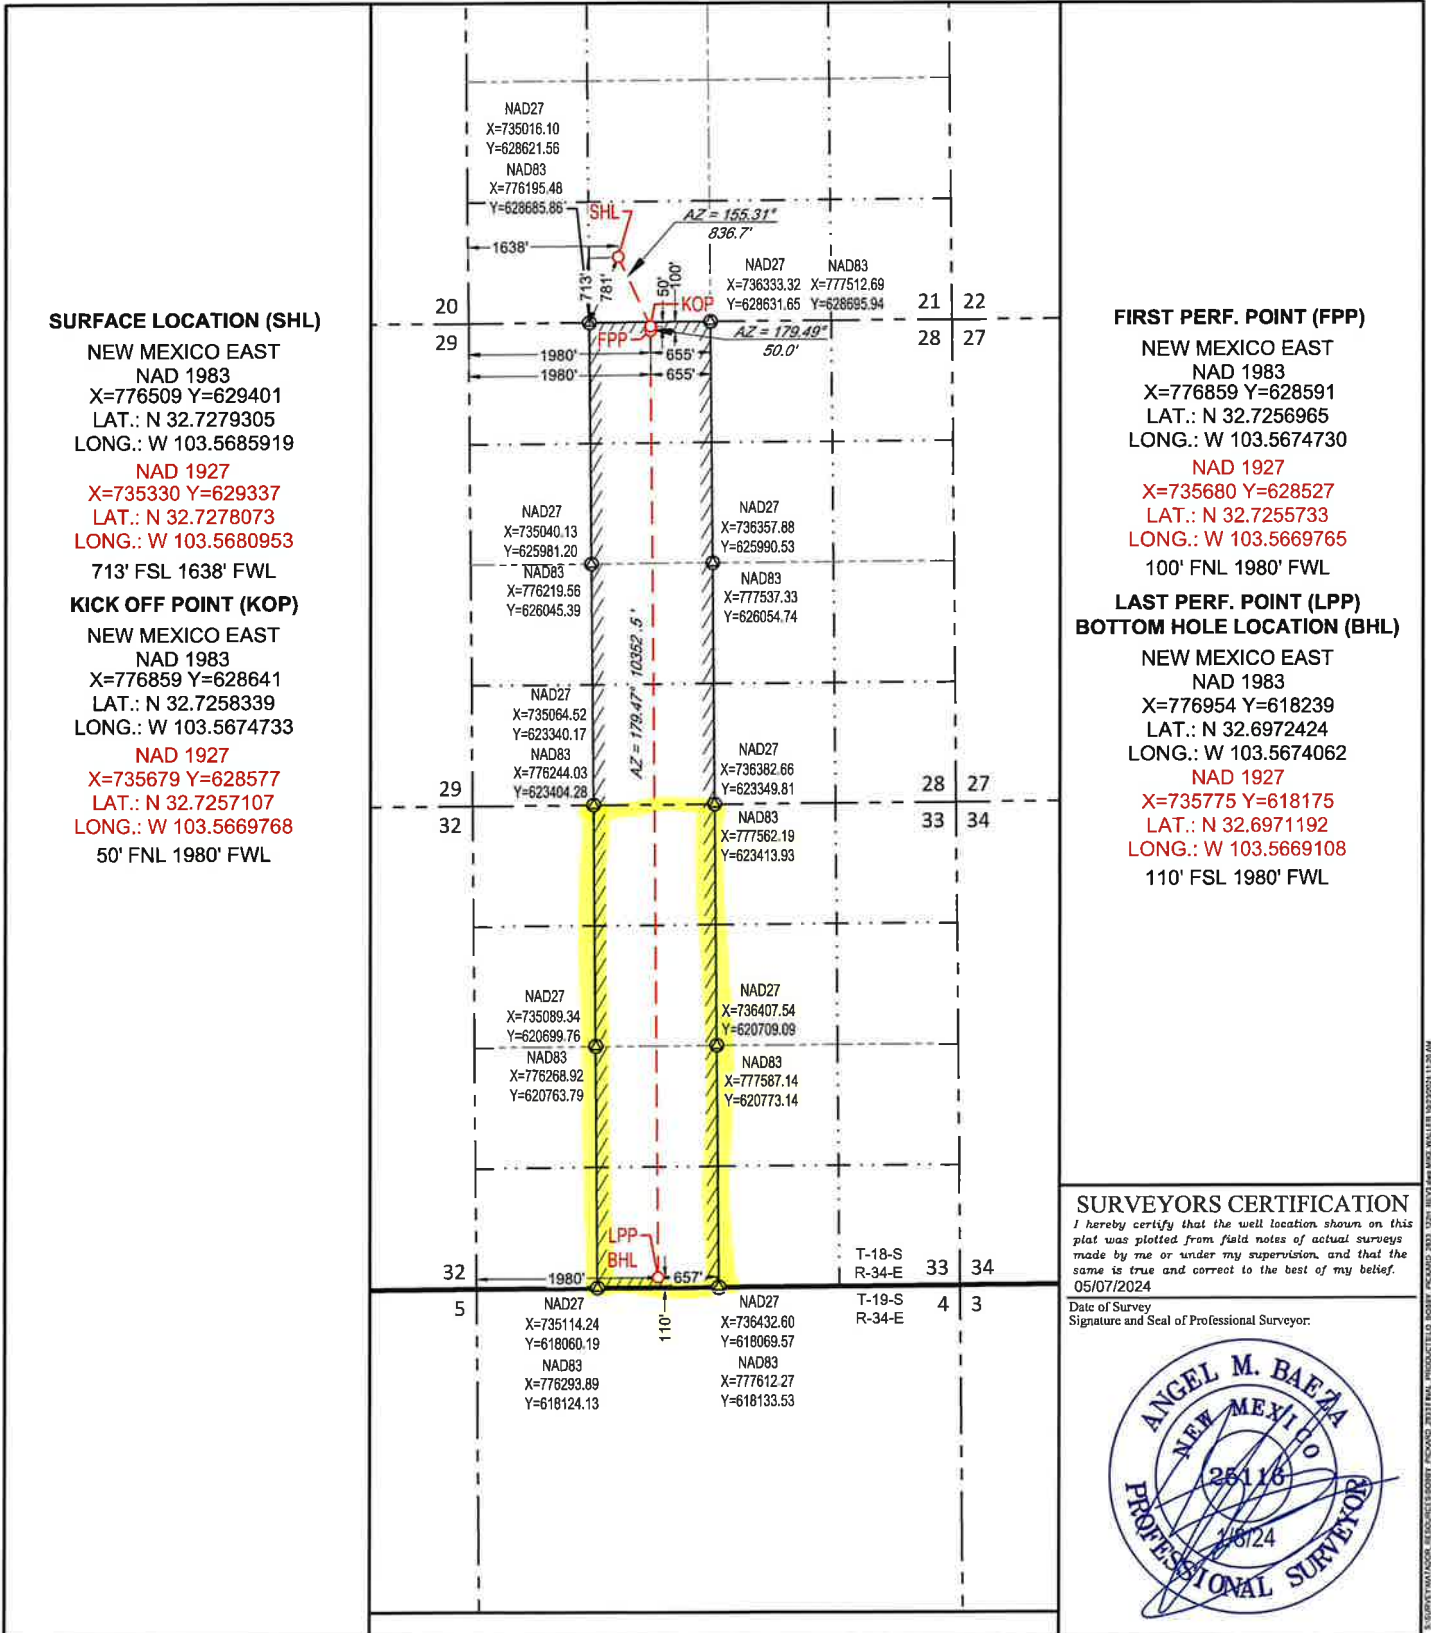 SURFACE LOCATION (SHL)
NEW MEXICO EAST
NAD 1983
X=776509 Y=629401
LAT.: N 32.7279305
LONG.: W 103.5685919
NAD 1927
X=735330 Y=629337
LAT.: N 32.7278073
LONG.: W 103.5680953
713' FSL 1638' FWL
KICK OFF POINT (KOP)
NEW MEXICO EAST
NAD 1983
X=776859 Y=628641
LAT.: N 32.7258339
LONG.: W 103.5674733
NAD 1927
X=735679 Y=628577
LAT.: N 32.7257107
LONG.: W 103.5669768
50' FNL 1980' FWL
NAD27
X=735016.10
Y=628621.56
NAD83
X=776195.48
Y=628685.86
SHL
AZ = 155.31°
836.7'
1638'
713'
781'
50'
100'
KOP
NAD27
X=736333.32
Y=628631.65
NAD83
X=777512.69
Y=628695.94
20
21 22
29
28 27
FPP
AZ = 179.49°
50.0'
1980'
655'
1980'
655'
NAD27
X=735040.13
Y=625981.20
NAD83
X=776219.56
Y=626045.39
NAD27
X=736357.88
Y=625990.53
NAD83
X=777537.33
Y=626054.74
AZ = 179.47° 10352.5'
NAD27
X=735064.52
Y=623340.17
NAD83
X=776244.03
Y=623404.28
NAD27
X=736382.66
Y=623349.81
NAD83
X=777562.19
Y=623413.93
29
28 27
32
33 34
NAD27
X=735089.34
Y=620699.76
NAD83
X=776268.92
Y=620763.79
NAD27
X=736407.54
Y=620709.09
NAD83
X=777587.14
Y=620773.14
LPP
BHL
1980'
657'
110'
T-18-S
R-34-E
32
33 34
5
T-19-S
R-34-E
4 3
NAD27
X=735114.24
Y=618060.19
NAD83
X=776293.89
Y=618124.13
NAD27
X=736432.60
Y=618069.57
NAD83
X=777612.27
Y=618133.53
FIRST PERF. POINT (FPP)
NEW MEXICO EAST
NAD 1983
X=776859 Y=628591
LAT.: N 32.7256965
LONG.: W 103.5674730
NAD 1927
X=735680 Y=628527
LAT.: N 32.7255733
LONG.: W 103.5669765
100' FNL 1980' FWL
LAST PERF. POINT (LPP)
BOTTOM HOLE LOCATION (BHL)
NEW MEXICO EAST
NAD 1983
X=776954 Y=618239
LAT.: N 32.6972424
LONG.: W 103.5674062
NAD 1927
X=735775 Y=618175
LAT.: N 32.6971192
LONG.: W 103.5669108
110' FSL 1980' FWL
SURVEYORS CERTIFICATION
I hereby certify that the well location shown on this
plat was plotted from field notes of actual surveys
made by me or under my supervision, and that the
same is true and correct to the best of my belief.
05/07/2024
Date of Survey
Signature and Seal of Professional Surveyor:
ANGEL M. BAEZA
NEW MEXICO
25116
PROFESSIONAL SURVEYOR